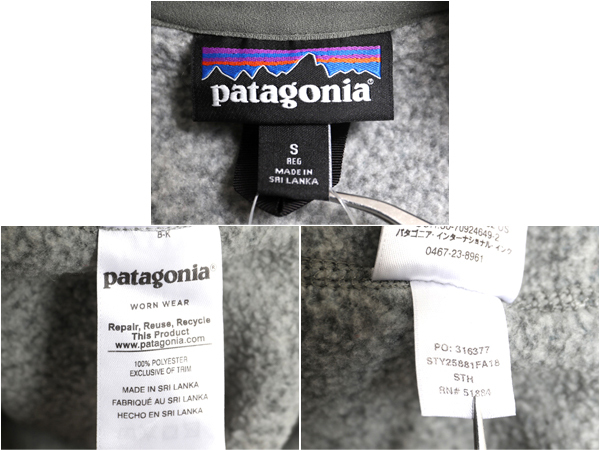 patagonia®
S
REG
MADE IN
SRI LANKA
B-K
patagonia®
WORN WEAR
Repair, Reuse, Recycle
This Product
www.patagonia.com
100% POLYESTER
EXCLUSIVE OF TRIM
MADE IN SRI LANKA
FABRIQUÉ AU SRI LANKA
HECHO EN SRI LANKA
30-70924649-2
パタゴニア・インターナショナル・インク
0467-23-8961
PO: 316377
STY25881FA18
STH
RN# 51884